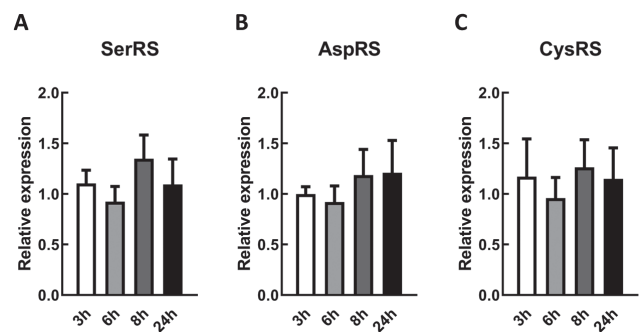 A
SerRS
Relative expression
2.0
1.5
1.0
0.5
0.0
3h
6h
8h
24h
B
AspRS
Relative expression
2.0
1.5
1.0
0.5
0.0
3h
6h
8h
24h
C
CysRS
Relative expression
2.0
1.5
1.0
0.5
0.0
3h
6h
8h
24h